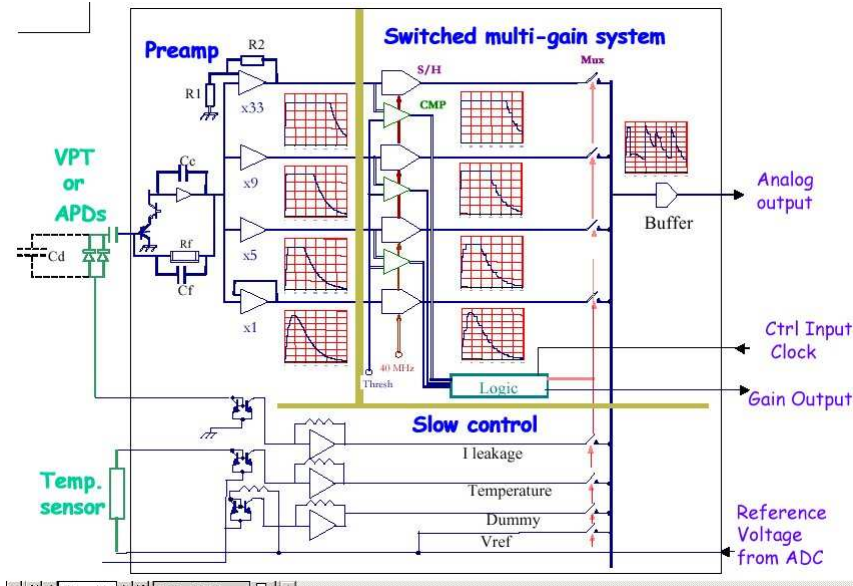 Preamp
Switched multi-gain system
R2
R1
x33
S/H
CMP
Mux
VPT
or
APDs
Cc
x9
Cd
Rf
Cf
x5
x1
Buffer
Analog
output
40 MHz
Thresh
Logic
Ctrl Input
Clock
Gain Output
Slow control
I leakage
Temp.
sensor
Temperature
Dummy
Vref
Reference
Voltage
from ADC